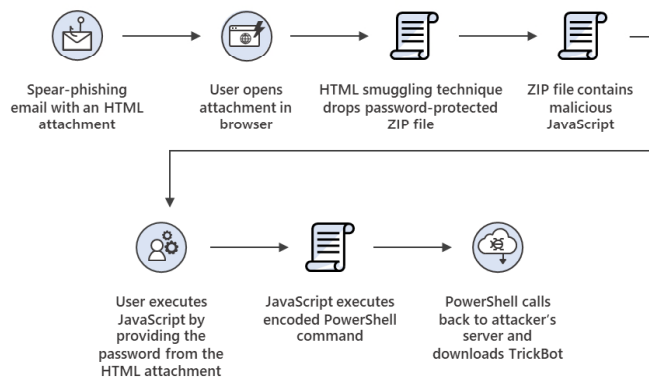 Spear-phishing
email with an HTML
attachment
User opens
attachment in
browser
HTML smuggling technique
drops password-protected
ZIP file
ZIP file contains
malicious
JavaScript
User executes
JavaScript by
providing the
password from the
HTML attachment
JavaScript executes
encoded PowerShell
command
PowerShell calls
back to attacker's
server and
downloads TrickBot